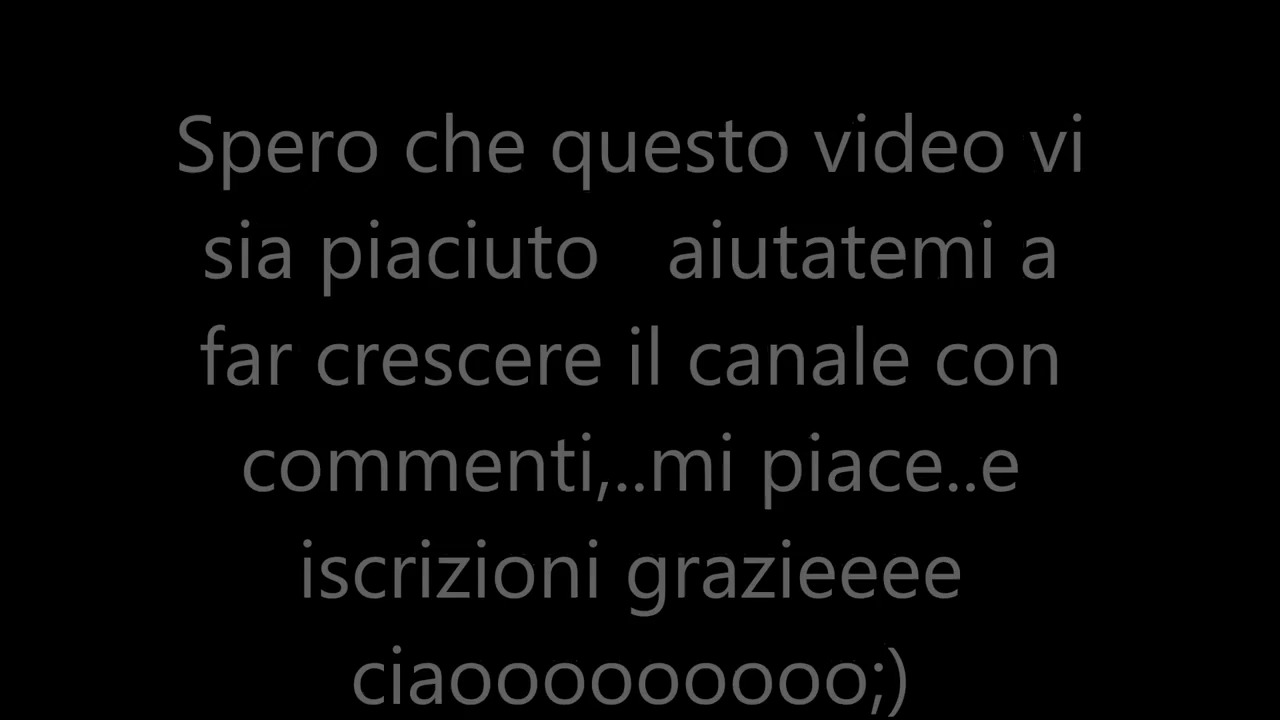 Spero che questo video vi
sia piaciuto   aiutatemi a
far crescere il canale con
commenti,..mi piace..e
iscrizioni grazieeee
ciaooooooooo;)